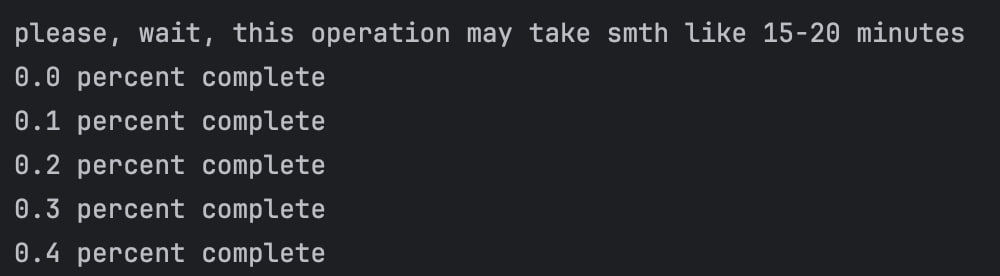 please, wait, this operation may take smth like 15-20 minutes
0.0 percent complete
0.1 percent complete
0.2 percent complete
0.3 percent complete
0.4 percent complete